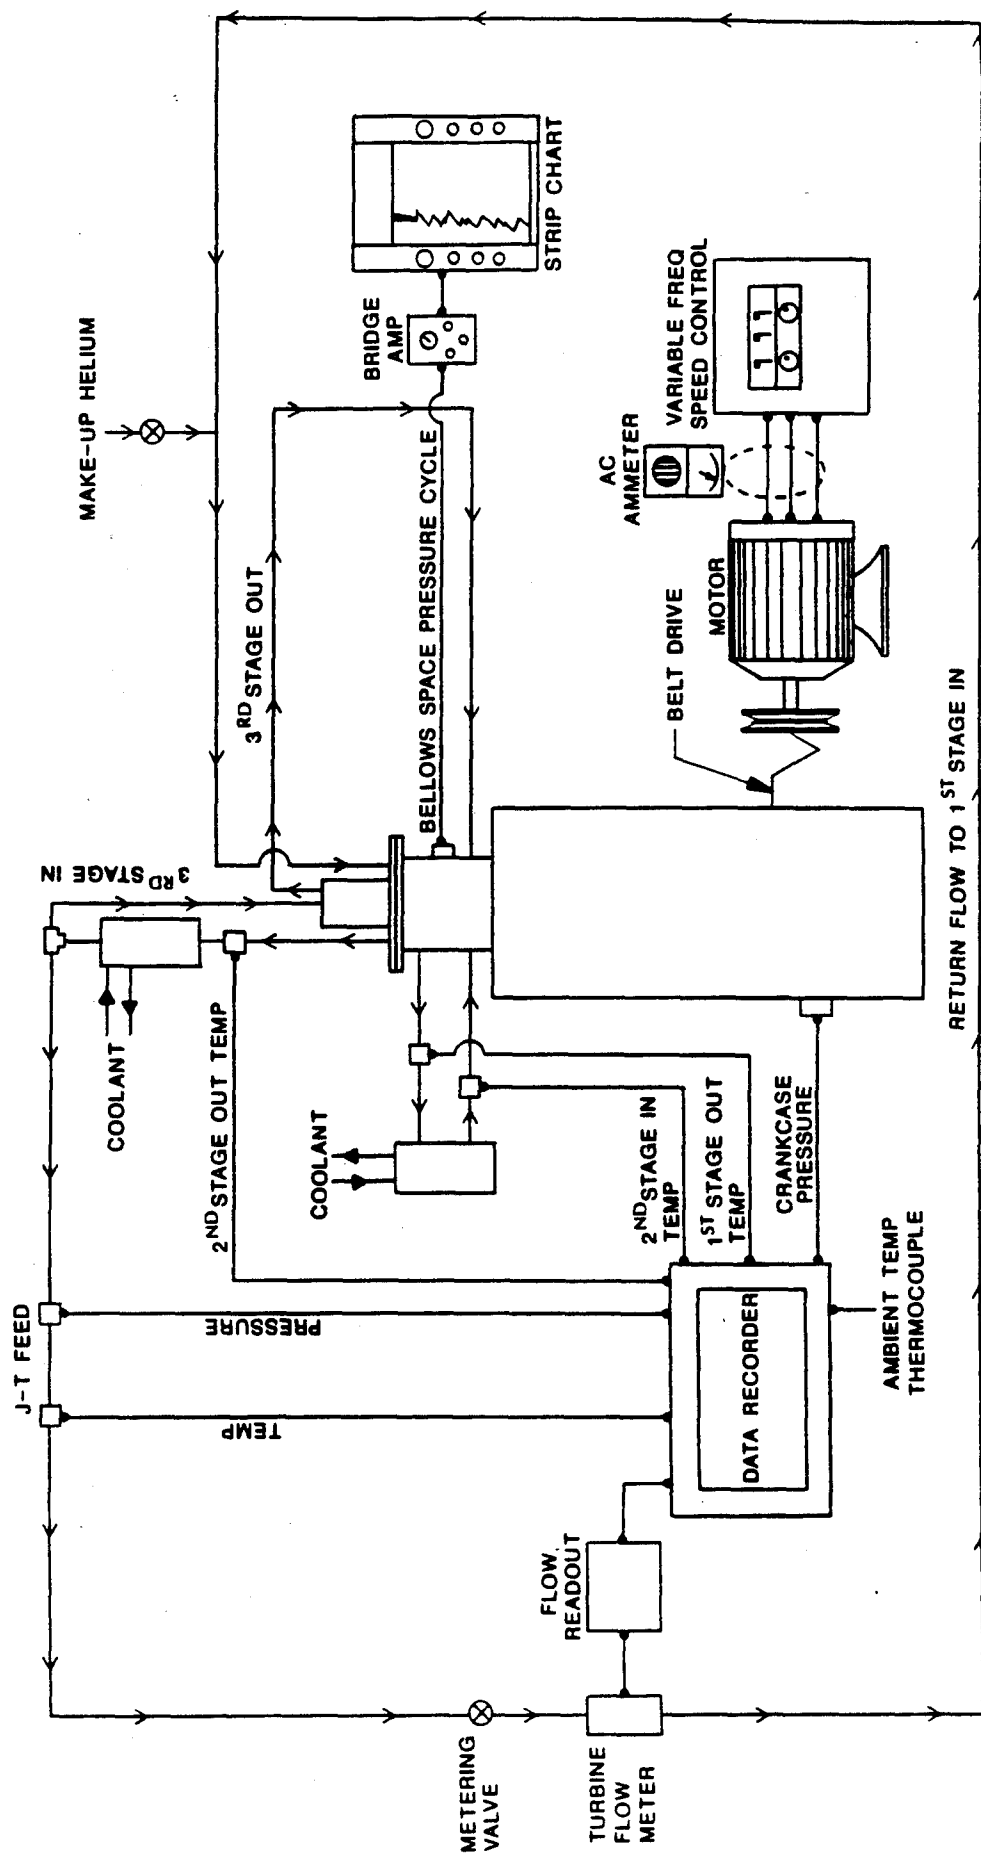 MAKE-UP HELIUM
STRIP CHART
BRIDGE
AMP
3RD STAGE OUT
BELLOWS SPACE PRESSURE CYCLE
VARIABLE FREQ
SPEED CONTROL
AC
AMMETER
MOTOR
BELT DRIVE
3RD STAGE IN
COOLANT
2ND STAGE OUT TEMP
COOLANT
2ND STAGE IN
TEMP
1ST STAGE OUT
TEMP
CRANKCASE
PRESSURE
RETURN FLOW TO 1ST STAGE IN
J-T FEED
PRESSURE
TEMP
DATA RECORDER
AMBIENT TEMP
THERMOCOUPLE
FLOW
READOUT
METERING
VALVE
TURBINE
FLOW
METER